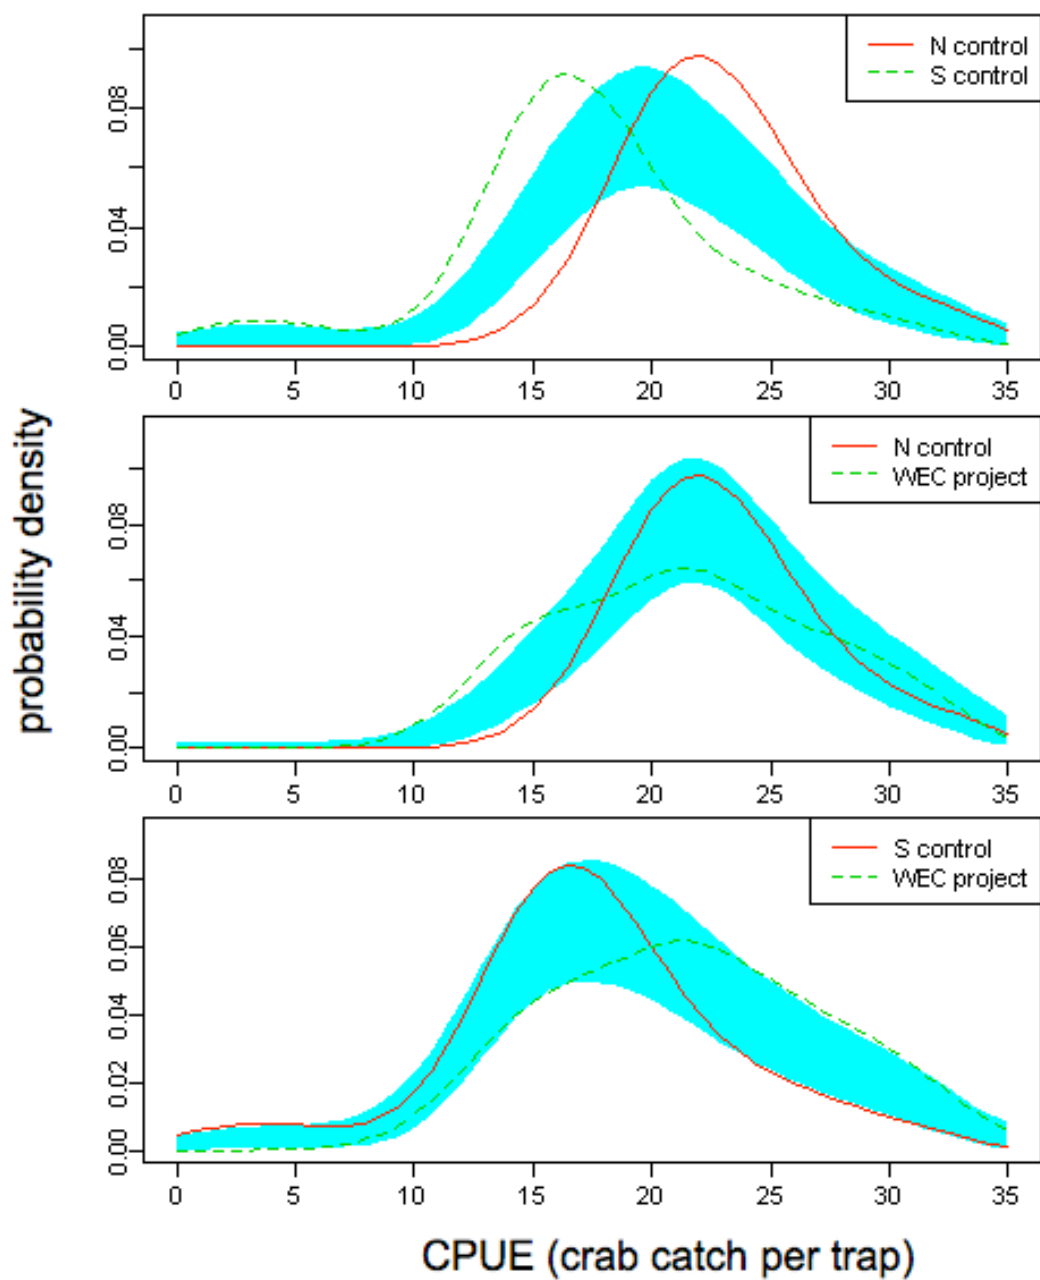 N control
S control
0.08
0.04
0.00
0 5 10 15 20 25 30 35
N control
WEC project
probability density
0.08
0.04
0.00
0 5 10 15 20 25 30 35
S control
WEC project
0.08
0.06
0.04
0.02
0.00
0 5 10 15 20 25 30 35
CPUE (crab catch per trap)